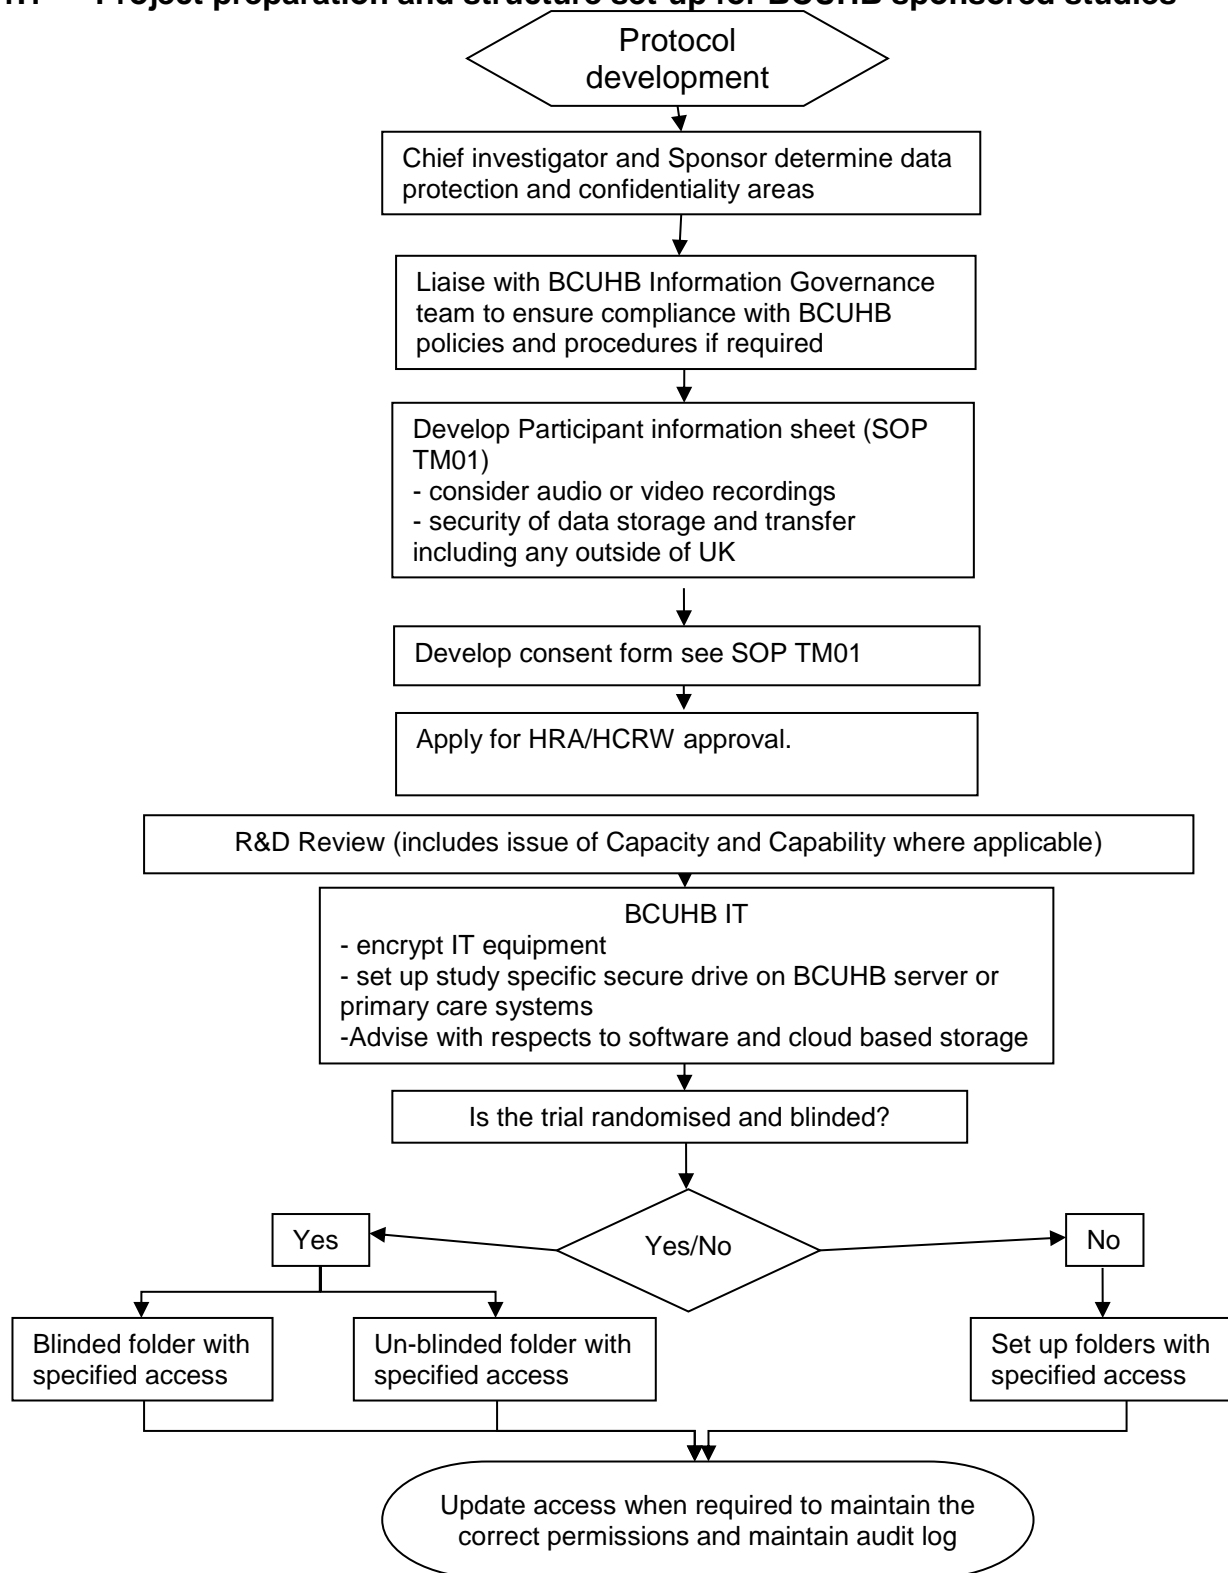 Project preparation and structure set-up for BCUHB sponsored studies
Protocol
development
Chief investigator and Sponsor determine data
protection and confidentiality areas
Liaise with BCUHB Information Governance
team to ensure compliance with BCUHB
policies and procedures if required
Develop Participant information sheet (SOP
TM01)
- consider audio or video recordings
- security of data storage and transfer
including any outside of UK
Develop consent form see SOP TM01
Apply for HRA/HCRW approval.
R&D Review (includes issue of Capacity and Capability where applicable)
BCUHB IT
- encrypt IT equipment
- set up study specific secure drive on BCUHB server or
primary care systems
-Advise with respects to software and cloud based storage
Is the trial randomised and blinded?
Yes
Yes/No
No
Blinded folder with
specified access
Un-blinded folder with
specified access
Set up folders with
specified access
Update access when required to maintain the
correct permissions and maintain audit log